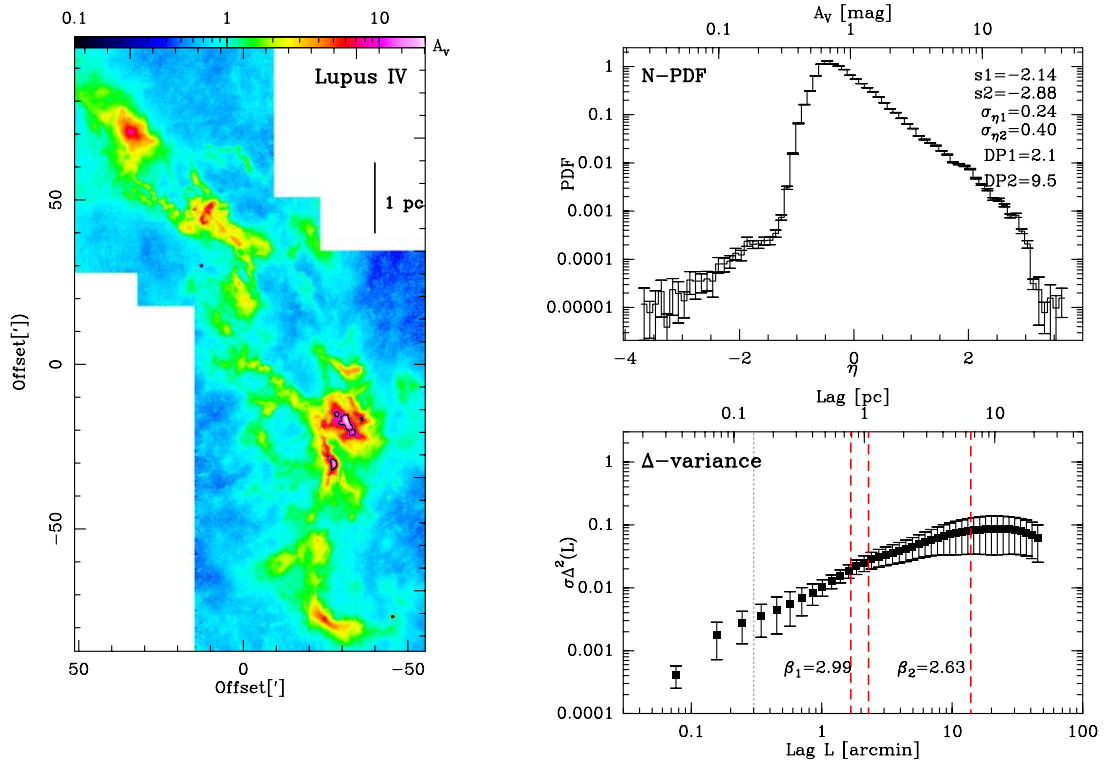 0.1 1 10
A_V
Lupus IV
1 pc
50
0
−50
Offset[′])
50 0 −50
Offset[′]
A_V [mag]
0.1 1 10
N−PDF
s1=−2.14
s2=−2.88
σ_η1=0.24
σ_η2=0.40
DP1=2.1
DP2=9.5
1
0.1
0.01
0.001
0.0001
0.00001
PDF
−4 −2 0 2
η
Lag [pc]
0.1 1 10
Δ−variance
1
0.1
0.01
0.001
0.0001
σΔ²(L)
β₁=2.99 β₂=2.63
0.1 1 10 100
Lag L [arcmin]